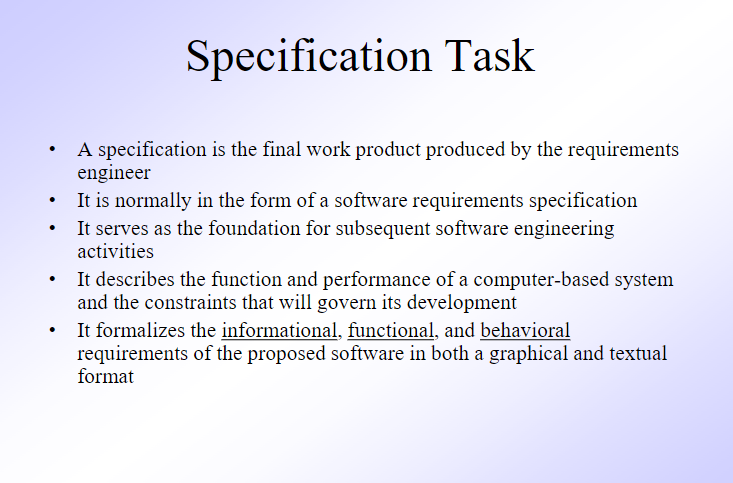 Specification Task
• A specification is the final work product produced by the requirements
engineer
• It is normally in the form of a software requirements specification
• It serves as the foundation for subsequent software engineering
activities
• It describes the function and performance of a computer-based system
and the constraints that will govern its development
• It formalizes the informational, functional, and behavioral
requirements of the proposed software in both a graphical and textual
format